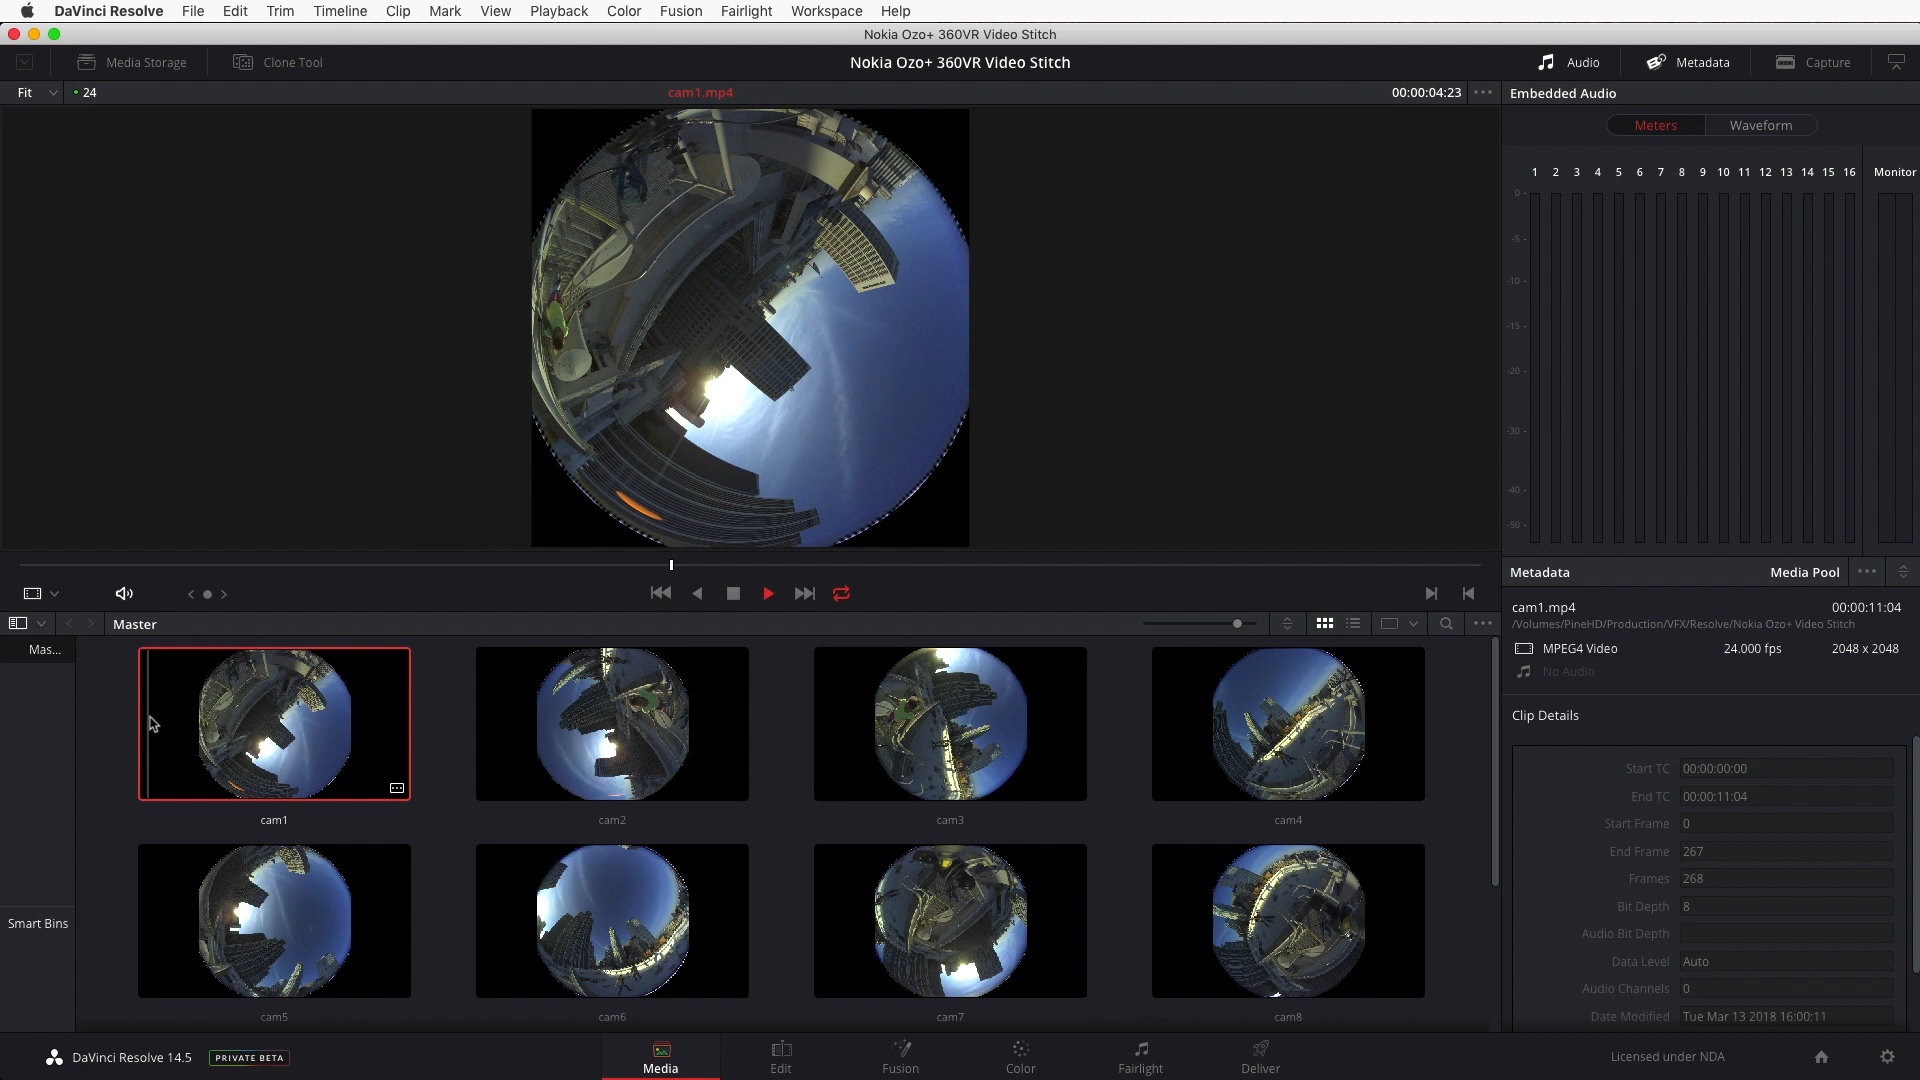 DaVinci Resolve File Edit Trim Timeline Clip Mark View Playback Color Fusion Fairlight Workspace Help
Nokia Ozo+ 360VR Video Stitch
Media Storage Clone Tool Nokia Ozo+ 360VR Video Stitch Audio Metadata Capture
Fit 24 cam1.mp4 00:00:04:23 ••• Embedded Audio
Meters Waveform
1 2 3 4 5 6 7 8 9 10 11 12 13 14 15 16 Monitor
0 -
-5 -
-10 -
-15 -
-20 -
-30 -
-40 -
-50 -
Metadata Media Pool •••
cam1.mp4 00:00:11:04
/Volumes/PineHD/Production/VFX/Resolve/Nokia Ozo+ Video Stitch
MPEG4 Video 24.000 fps 2048 x 2048
No Audio
Master •••
Mas...
cam1 cam2 cam3 cam4
cam5 cam6 cam7 cam8
Smart Bins
Clip Details
Start TC 00:00:00:00
End TC 00:00:11:04
Start Frame 0
End Frame 267
Frames 268
Bit Depth 8
Audio Bit Depth
Data Level Auto
Audio Channels 0
Date Modified Tue Mar 13 2018 16:00:11
DaVinci Resolve 14.5 PRIVATE BETA Media Edit Fusion Color Fairlight Deliver Licensed under NDA